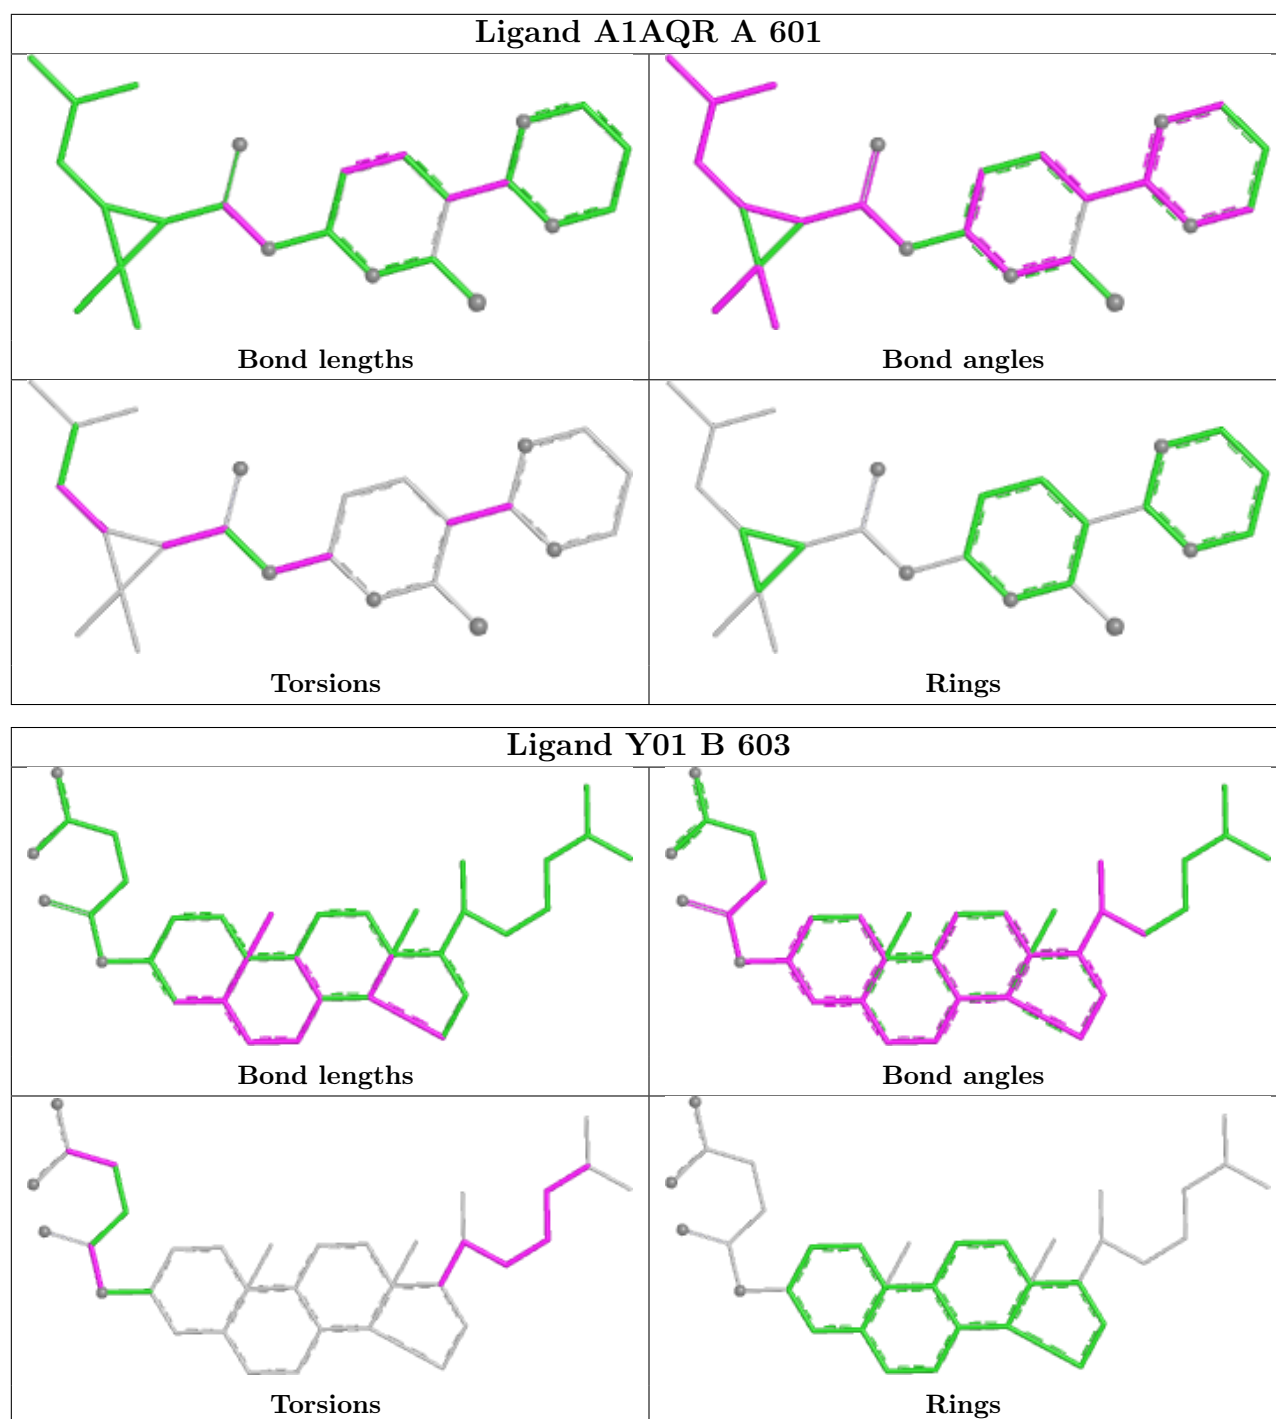 Ligand A1AQR A 601
Bond lengths
Bond angles
Torsions
Rings
Ligand Y01 B 603
Bond lengths
Bond angles
Torsions
Rings